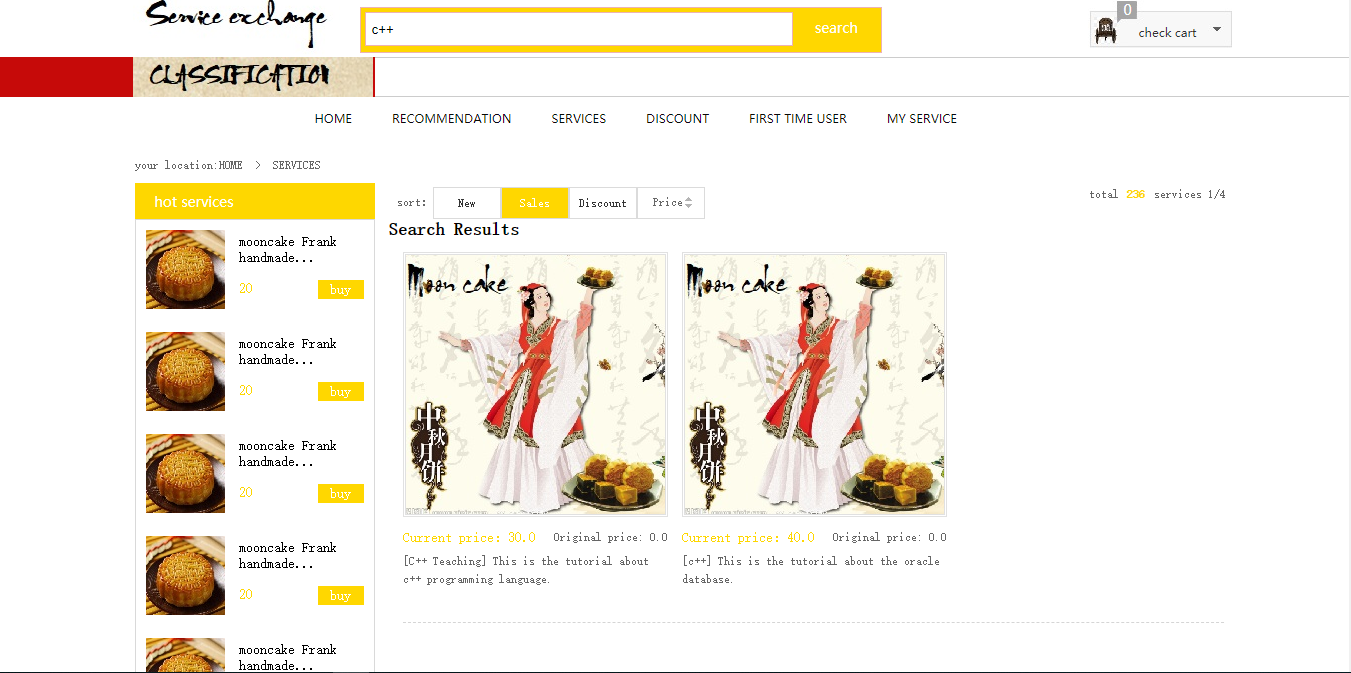 Service exchange
c++
search
0
check cart
CLASSIFICATION
HOME
RECOMMENDATION
SERVICES
DISCOUNT
FIRST TIME USER
MY SERVICE
your location:HOME > SERVICES
hot services
mooncake Frank
handmade...
20
buy
mooncake Frank
handmade...
20
buy
mooncake Frank
handmade...
20
buy
mooncake Frank
handmade...
20
buy
mooncake Frank
handmade...
sort:
New
Sales
Discount
Price
total 236 services 1/4
Search Results
Moon cake
中秋月饼
Current price: 30.0
Original price: 0.0
[C++ Teaching] This is the tutorial about
c++ programming language.
Moon cake
中秋月饼
Current price: 40.0
Original price: 0.0
[c++] This is the tutorial about the oracle
database.